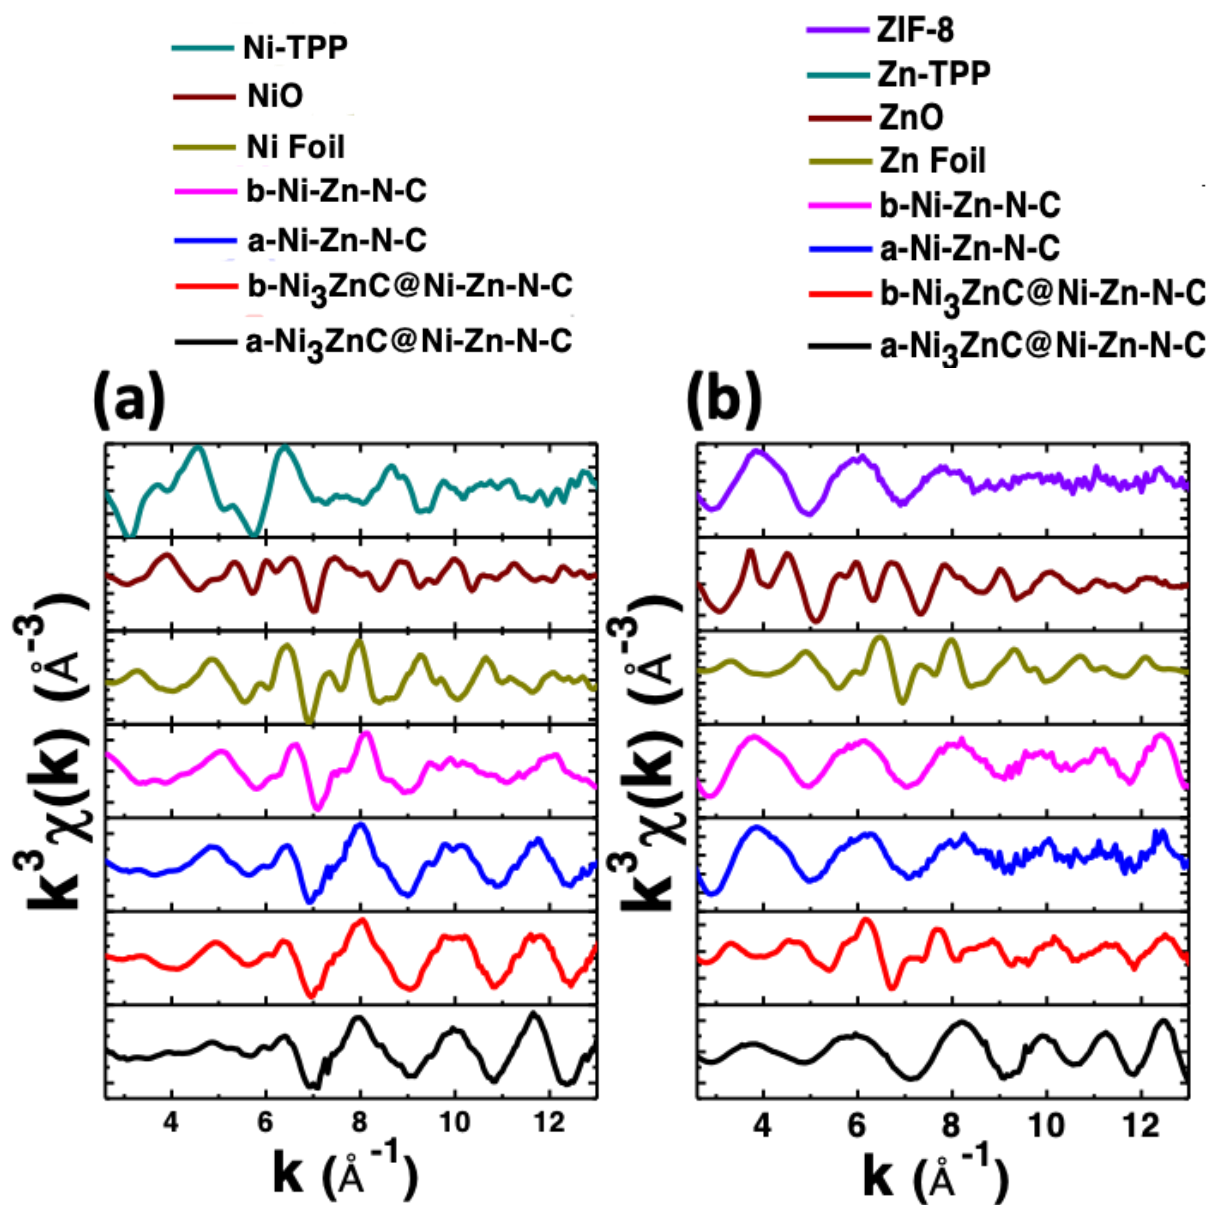 Ni-TPP
NiO
Ni Foil
b-Ni-Zn-N-C
a-Ni-Zn-N-C
b-Ni₃ZnC@Ni-Zn-N-C
a-Ni₃ZnC@Ni-Zn-N-C
ZIF-8
Zn-TPP
ZnO
Zn Foil
b-Ni-Zn-N-C
a-Ni-Zn-N-C
b-Ni₃ZnC@Ni-Zn-N-C
a-Ni₃ZnC@Ni-Zn-N-C
(a)
k³χ(k) (Å⁻³)
4 6 8 10 12
k (Å⁻¹)
(b)
k³χ(k) (Å⁻³)
4 6 8 10 12
k (Å⁻¹)